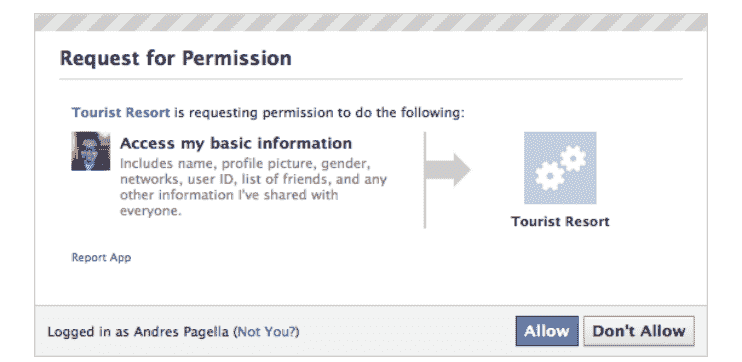 Request for Permission
Tourist Resort is requesting permission to do the following:
Access my basic information
Includes name, profile picture, gender,
networks, user ID, list of friends, and any
other information I've shared with
everyone.
Tourist Resort
Report App
Logged in as Andres Pagella (Not You?)
Allow
Don't Allow